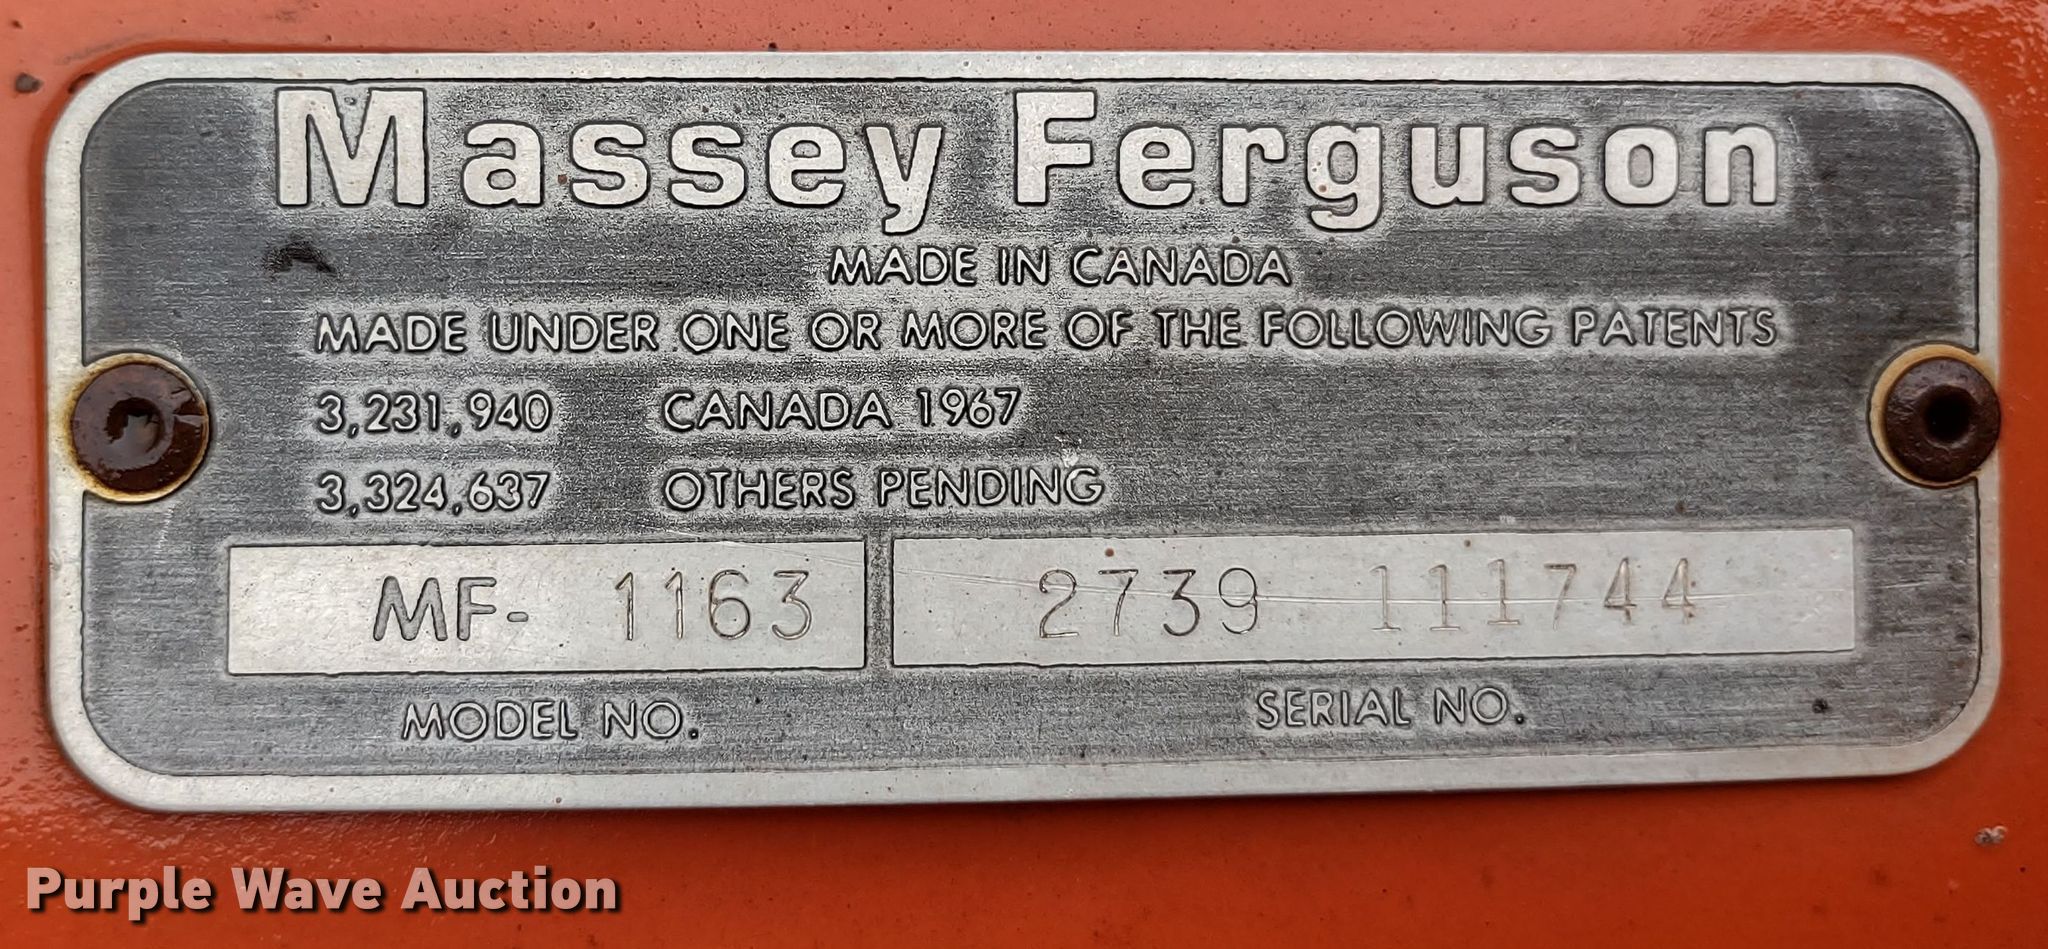 Massey Ferguson
MADE IN CANADA
MADE UNDER ONE OR MORE OF THE FOLLOWING PATENTS
3,231,940 CANADA 1967
3,324,637 OTHERS PENDING
MF- 1163 2739 111744
MODEL NO. SERIAL NO.
Purple Wave Auction